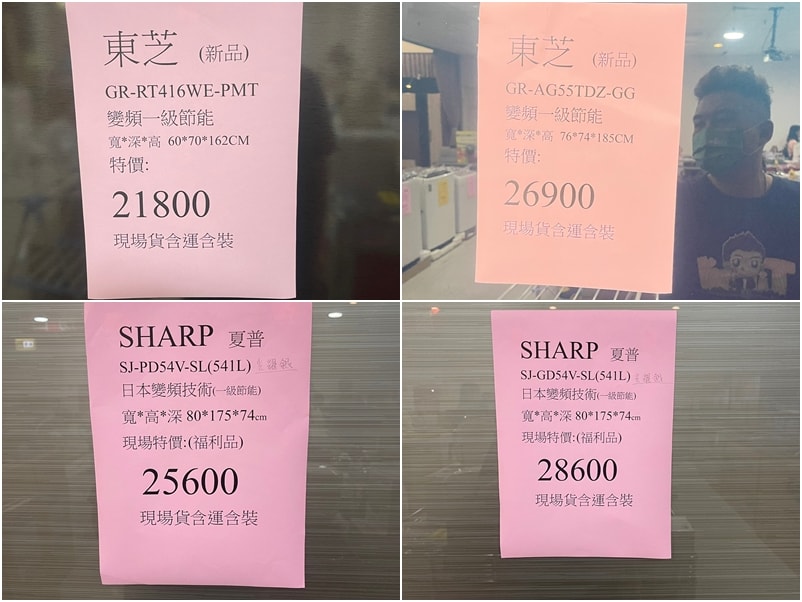 東芝 (新品)
GR-RT416WE-PMT
變頻一級節能
寬*深*高 60*70*162CM
特價:
21800
現場貨含運含裝
東芝 (新品)
GR-AG55TDZ-GG
變頻一級節能
寬*深*高 76*74*185CM
特價:
26900
現場貨含運含裝
SHARP 夏普
SJ-PD54V-SL(541L)
日本變頻技術(一級節能)
寬*高*深 80*175*74cm
現場特價:(福利品)
25600
現場貨含運含裝
SHARP 夏普
SJ-GD54V-SL(541L)
日本變頻技術(一級節能)
寬*高*深 80*175*74cm
現場特價:(福利品)
28600
現場貨含運含裝